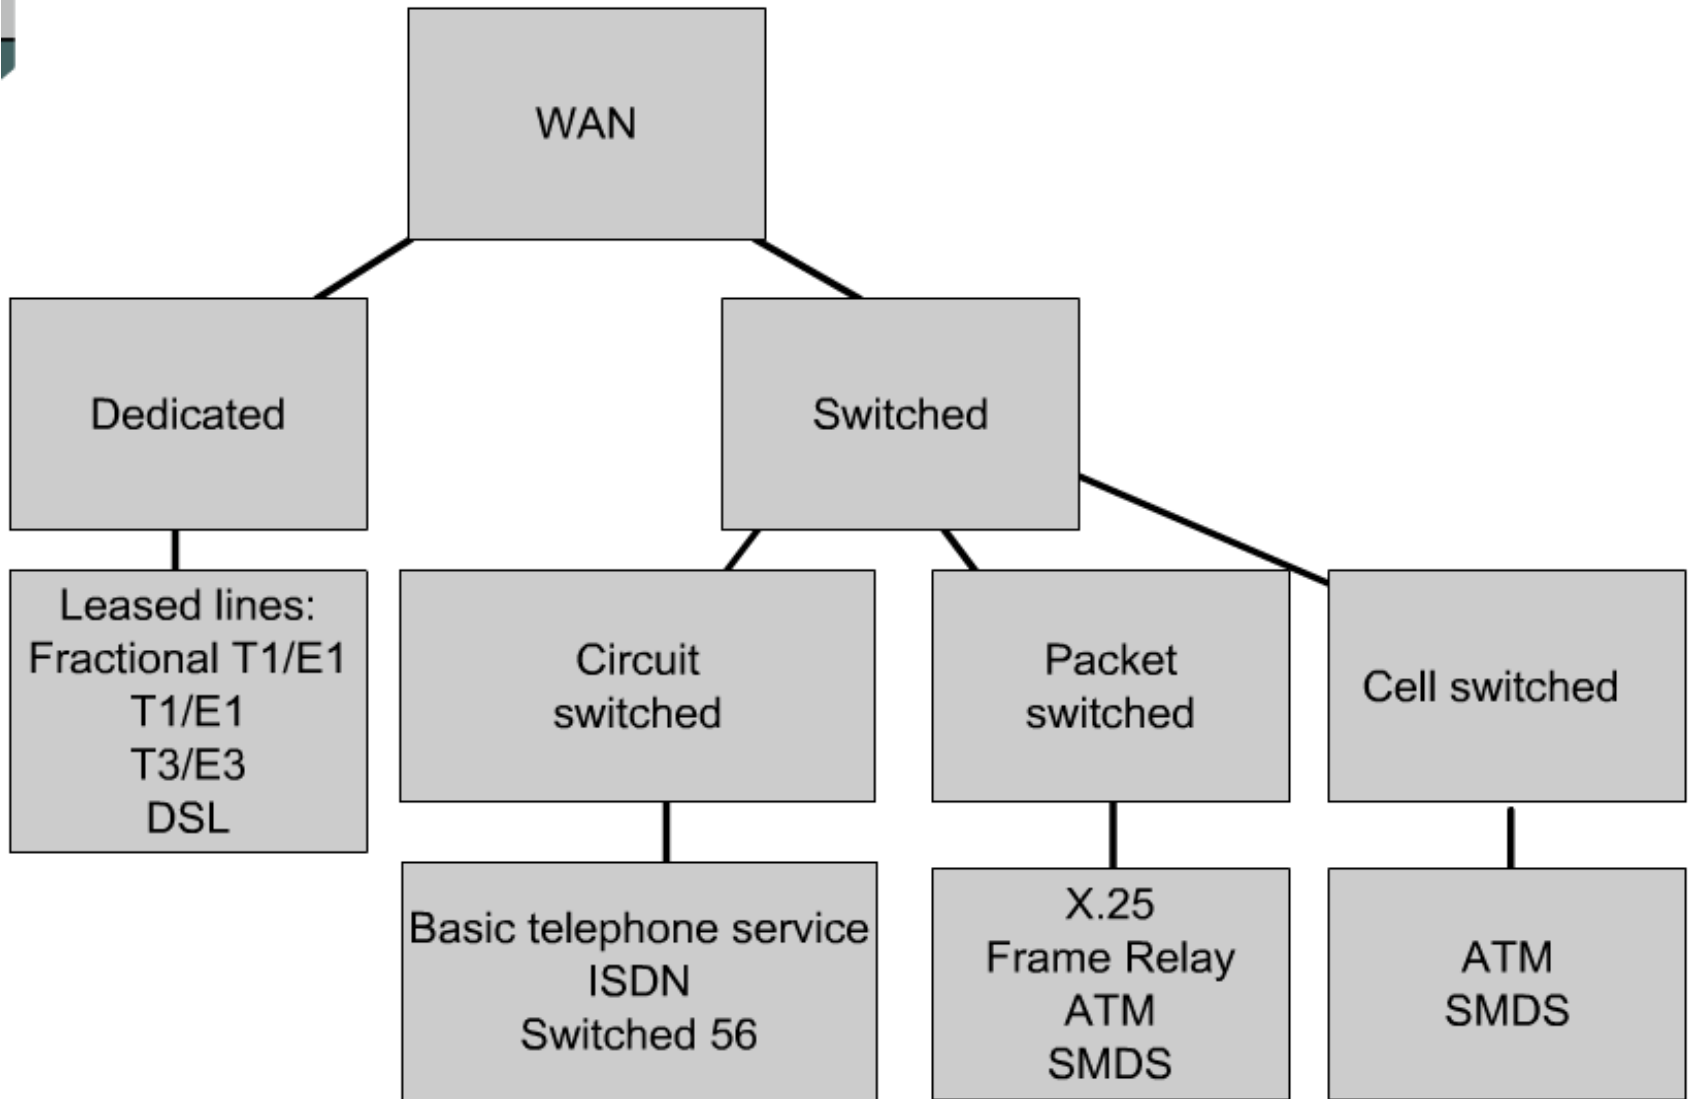 WAN
Dedicated
Switched
Leased lines:
Fractional T1/E1
T1/E1
T3/E3
DSL
Circuit
switched
Packet
switched
Cell switched
Basic telephone service
ISDN
Switched 56
X.25
Frame Relay
ATM
SMDS
ATM
SMDS